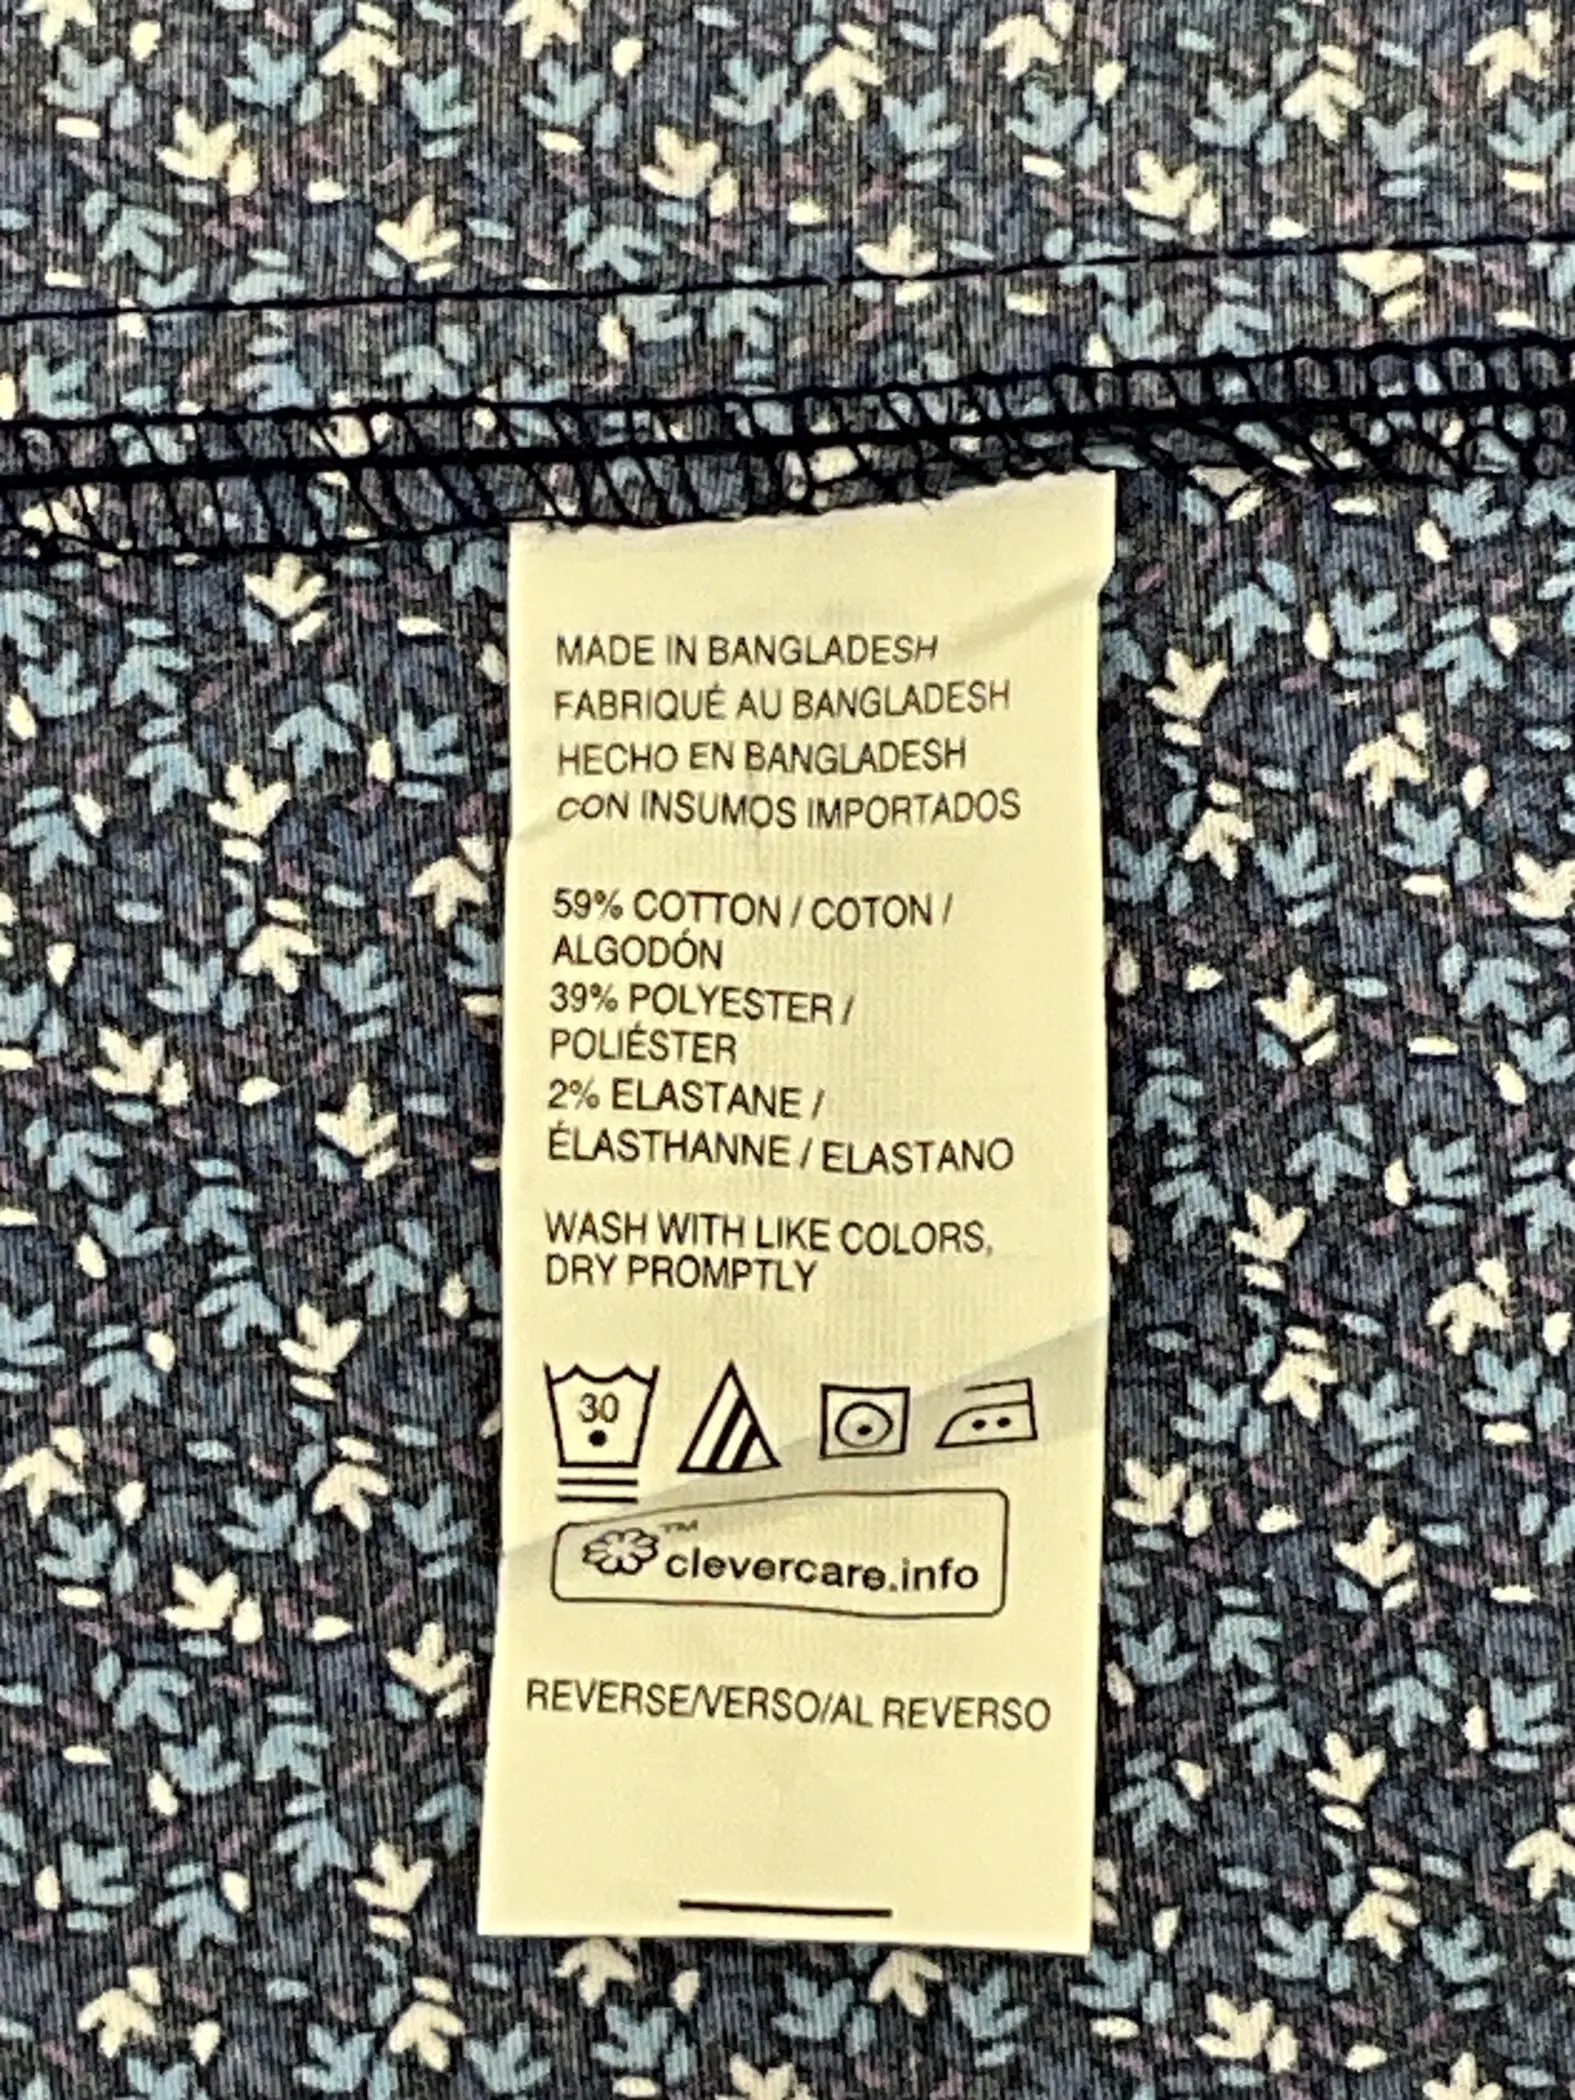 MADE IN BANGLADESH
FABRIQUÉ AU BANGLADESH
HECHO EN BANGLADESH
CON INSUMOS IMPORTADOS
59% COTTON / COTON /
ALGODÓN
39% POLYESTER /
POLIÉSTER
2% ELASTANE /
ÉLASTHANNE / ELASTANO
WASH WITH LIKE COLORS,
DRY PROMPTLY
30
™ clevercare.info
REVERSE/VERSO/AL REVERSO